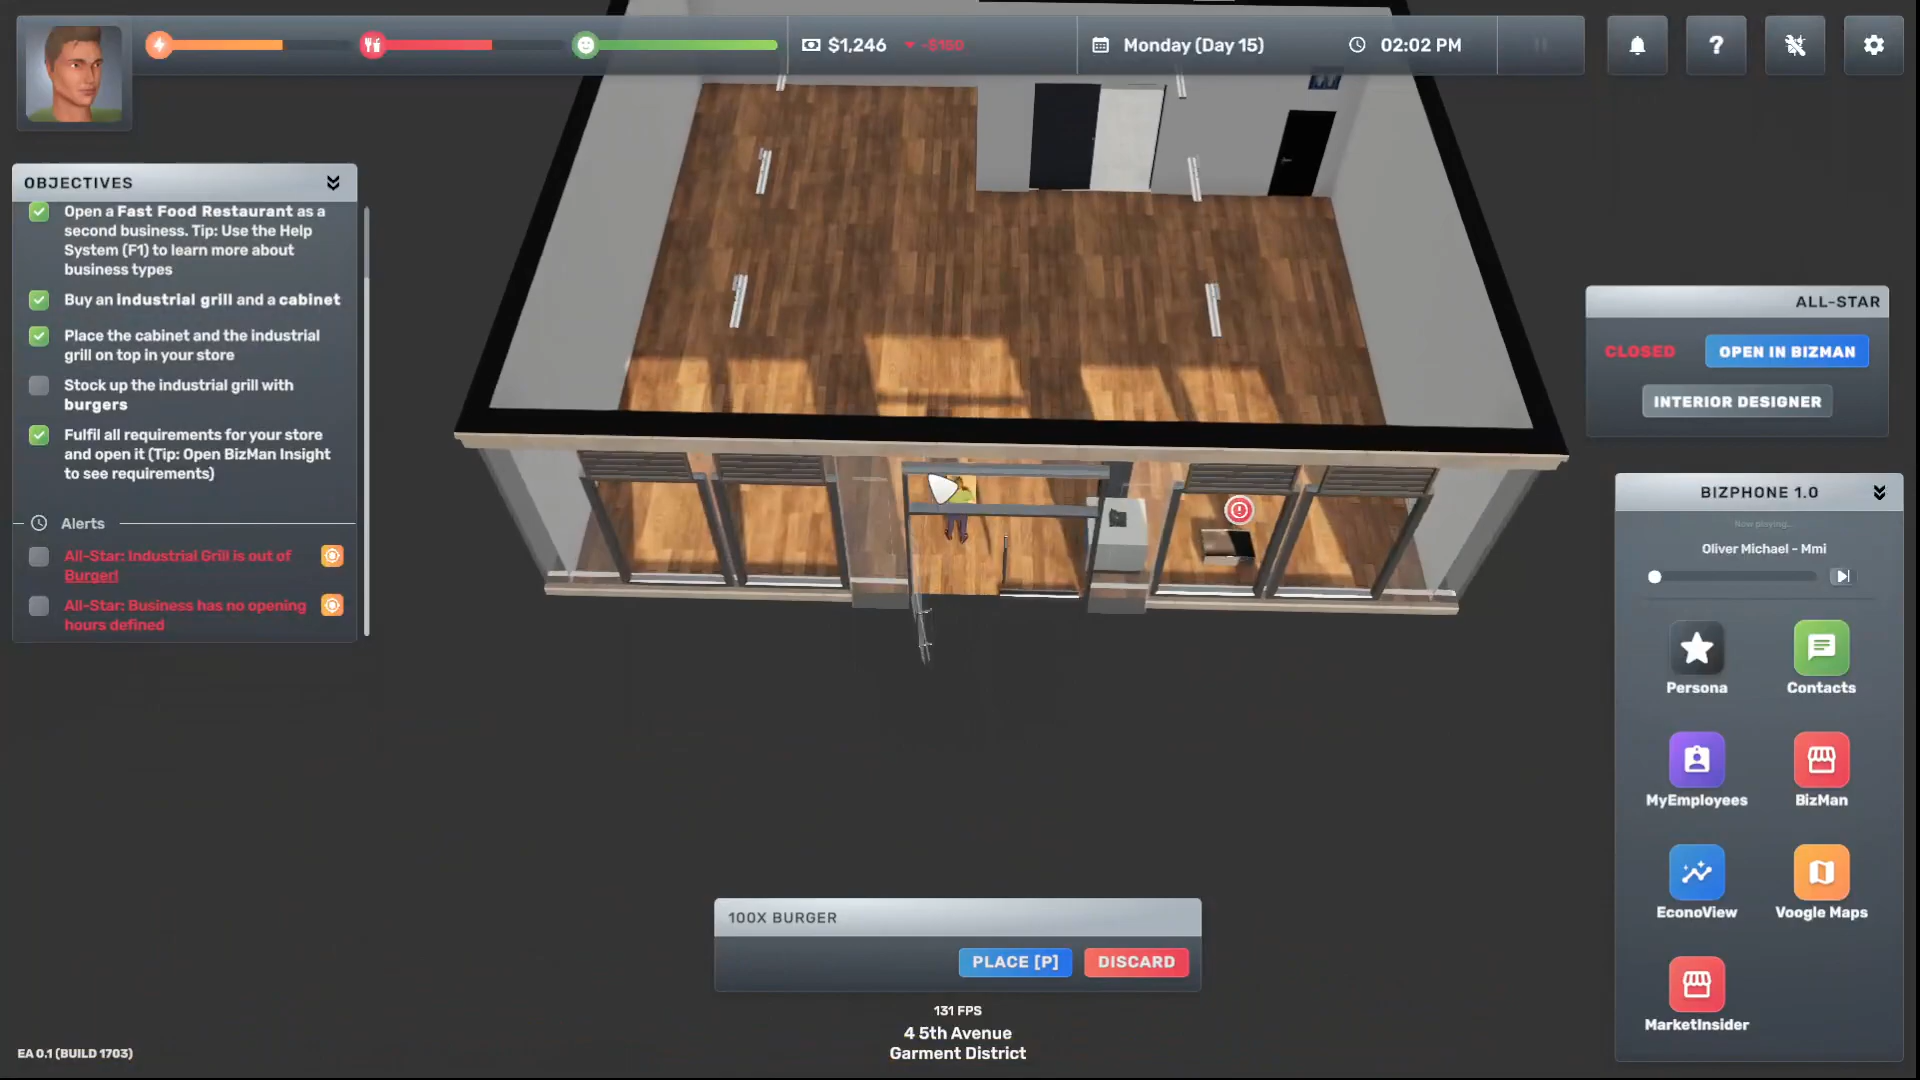 $1,246
-$150
Monday (Day 15)
02:02 PM
?
OBJECTIVES
Open a Fast Food Restaurant as a
second business. Tip: Use the Help
System (F1) to learn more about
business types
Buy an industrial grill and a cabinet
Place the cabinet and the industrial
grill on top in your store
Stock up the industrial grill with
burgers
Fulfil all requirements for your store
and open it (Tip: Open BizMan Insight
to see requirements)
Alerts
All-Star: Industrial Grill is out of
Burger!
All-Star: Business has no opening
hours defined
ALL-STAR
CLOSED
OPEN IN BIZMAN
INTERIOR DESIGNER
BIZPHONE 1.0
Now playing...
Oliver Michael - Mmi
Persona
Contacts
MyEmployees
BizMan
EconoView
Voogle Maps
MarketInsider
100X BURGER
PLACE [P]
DISCARD
131 FPS
4 5th Avenue
Garment District
EA 0.1 (BUILD 1703)